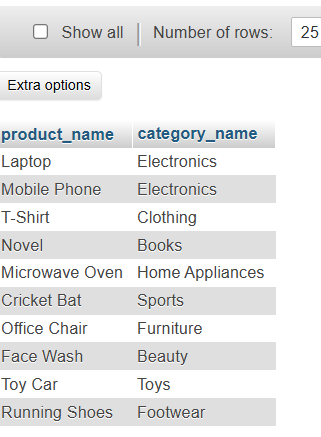 Show all Number of rows: 25
Extra options
product_name category_name
Laptop Electronics
Mobile Phone Electronics
T-Shirt Clothing
Novel Books
Microwave Oven Home Appliances
Cricket Bat Sports
Office Chair Furniture
Face Wash Beauty
Toy Car Toys
Running Shoes Footwear